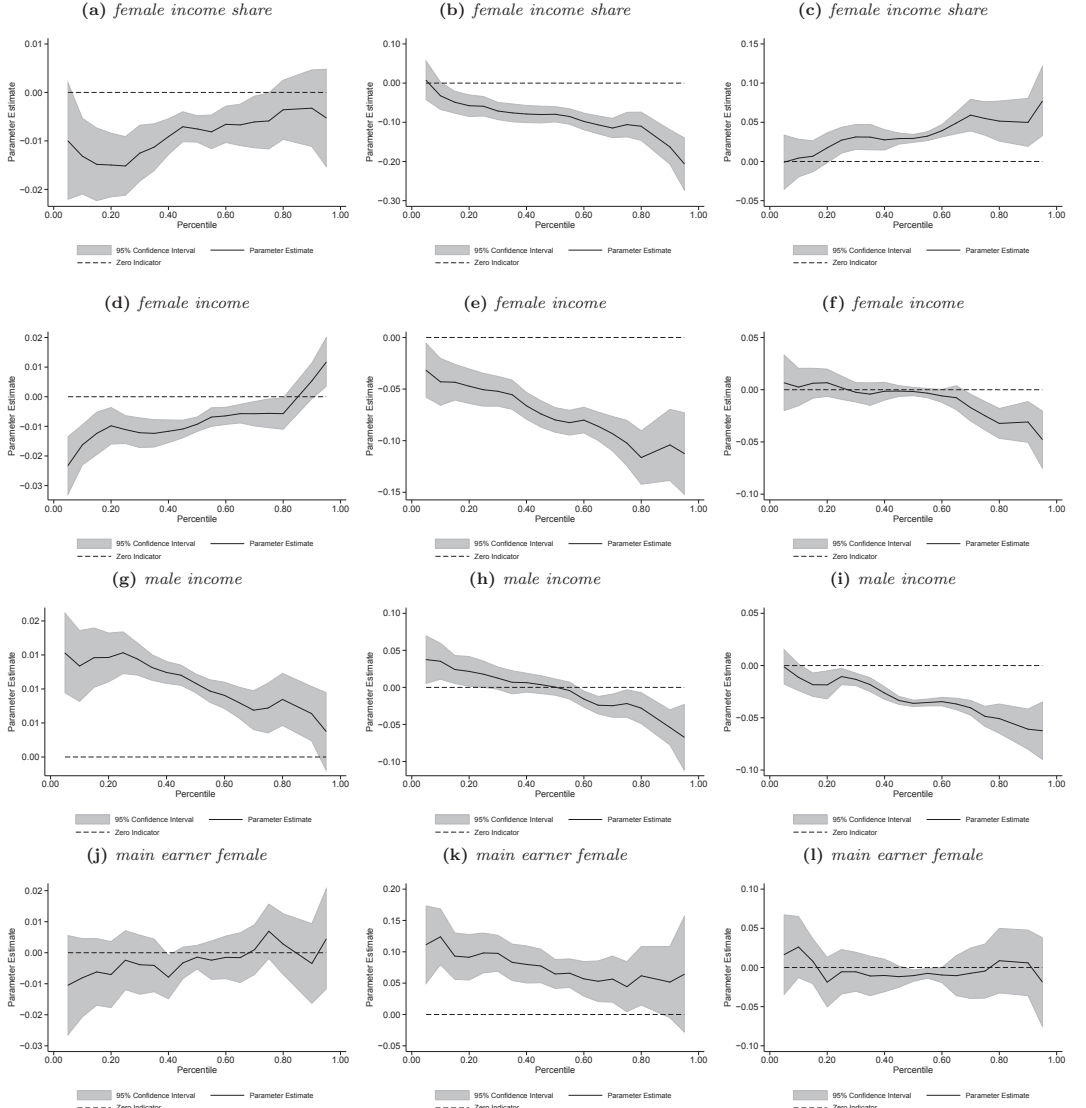 (a) female income share
Parameter Estimate
0.01
0.00
−0.01
−0.02
0.00 0.20 0.40 0.60 0.80 1.00
Percentile
95% Confidence Interval Parameter Estimate
Zero Indicator
(b) female income share
Parameter Estimate
0.10
0.00
−0.10
−0.20
−0.30
0.00 0.20 0.40 0.60 0.80 1.00
Percentile
95% Confidence Interval Parameter Estimate
Zero Indicator
(c) female income share
Parameter Estimate
0.15
0.10
0.05
0.00
−0.05
0.00 0.20 0.40 0.60 0.80 1.00
Percentile
95% Confidence Interval Parameter Estimate
Zero Indicator
(d) female income
Parameter Estimate
0.02
0.01
0.00
−0.01
−0.02
−0.03
0.00 0.20 0.40 0.60 0.80 1.00
Percentile
95% Confidence Interval Parameter Estimate
Zero Indicator
(e) female income
Parameter Estimate
0.00
−0.05
−0.10
−0.15
0.00 0.20 0.40 0.60 0.80 1.00
Percentile
95% Confidence Interval Parameter Estimate
Zero Indicator
(f) female income
Parameter Estimate
0.05
0.00
−0.05
−0.10
0.00 0.20 0.40 0.60 0.80 1.00
Percentile
95% Confidence Interval Parameter Estimate
Zero Indicator
(g) male income
Parameter Estimate
0.02
0.01
0.01
0.01
0.00
0.00 0.20 0.40 0.60 0.80 1.00
Percentile
95% Confidence Interval Parameter Estimate
Zero Indicator
(h) male income
Parameter Estimate
0.10
0.05
0.00
−0.05
−0.10
0.00 0.20 0.40 0.60 0.80 1.00
Percentile
95% Confidence Interval Parameter Estimate
Zero Indicator
(i) male income
Parameter Estimate
0.05
0.00
−0.05
−0.10
0.00 0.20 0.40 0.60 0.80 1.00
Percentile
95% Confidence Interval Parameter Estimate
Zero Indicator
(j) main earner female
Parameter Estimate
0.02
0.01
0.00
−0.01
−0.02
−0.03
0.00 0.20 0.40 0.60 0.80 1.00
Percentile
95% Confidence Interval Parameter Estimate
Zero Indicator
(k) main earner female
Parameter Estimate
0.20
0.15
0.10
0.05
0.00
−0.05
0.00 0.20 0.40 0.60 0.80 1.00
Percentile
95% Confidence Interval Parameter Estimate
Zero Indicator
(l) main earner female
Parameter Estimate
0.10
0.05
0.00
−0.05
−0.10
0.00 0.20 0.40 0.60 0.80 1.00
Percentile
95% Confidence Interval Parameter Estimate
Zero Indicator